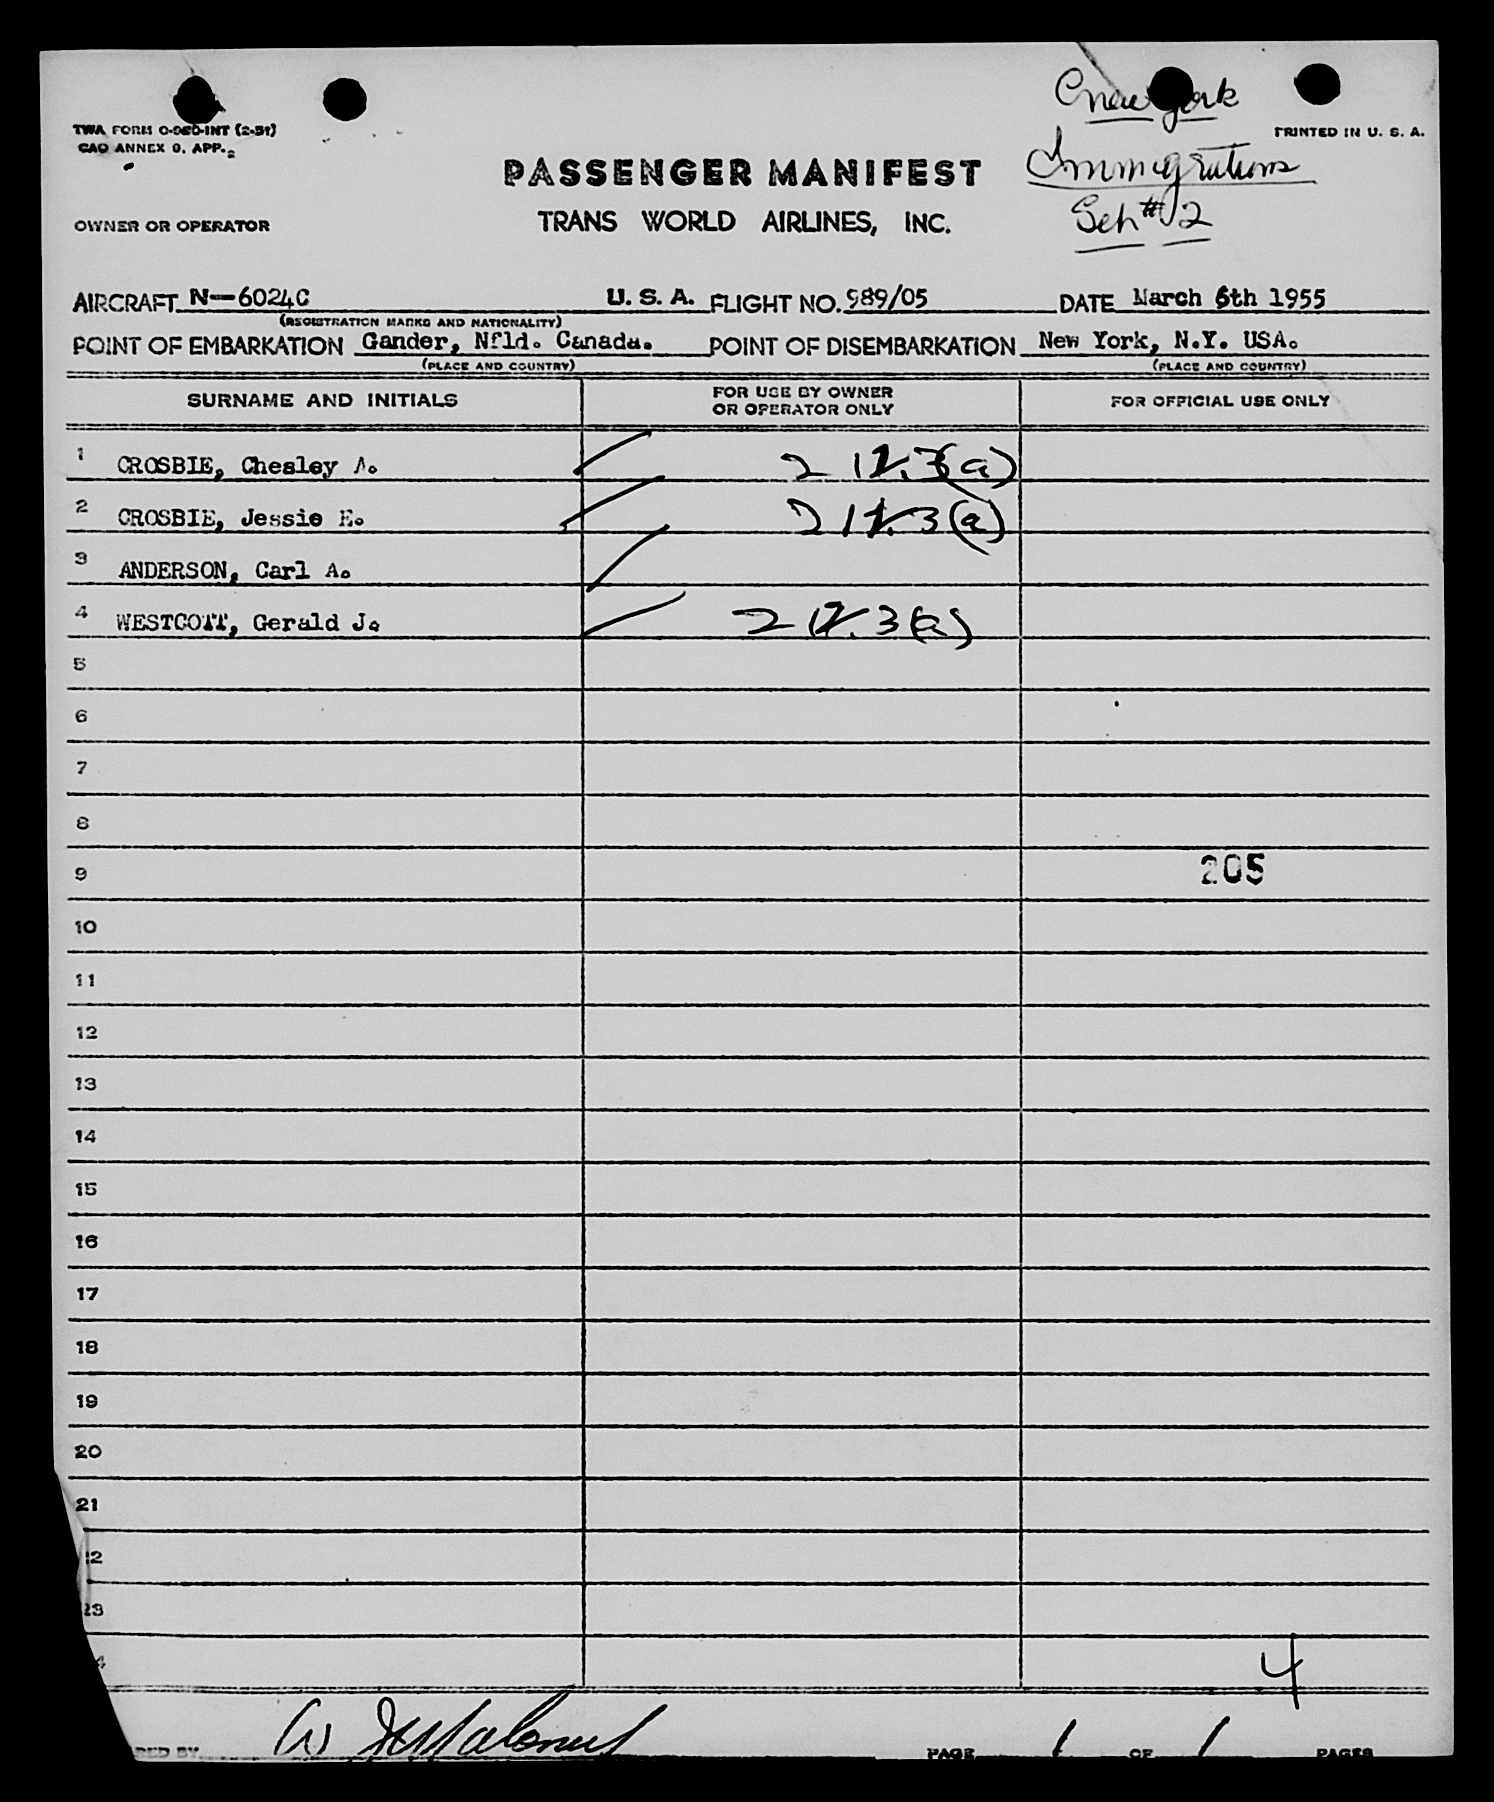 New York
TWA FORM O-08O-INT (2-51)
PRINTED IN U. S. A.
CAO ANNEX 9. APP. 2
Immigration
PASSENGER MANIFEST
Sch #2
OWNER OR OPERATOR
TRANS WORLD AIRLINES, INC.
AIRCRAFT N-6024C U. S. A. FLIGHT NO. 989/05 DATE March 6th 1955
(REGISTRATION MARKS AND NATIONALITY)
POINT OF EMBARKATION Gander, Nfld. Canada. POINT OF DISEMBARKATION New York, N.Y. USA.
(PLACE AND COUNTRY) (PLACE AND COUNTRY)
SURNAME AND INITIALS FOR USE BY OWNER OR OPERATOR ONLY FOR OFFICIAL USE ONLY
1 CROSBIE, Chesley A. 212.3(a)
2 CROSBIE, Jessie E. 212.3(a)
3 ANDERSON, Carl A.
4 WESTCOTT, Gerald J. 212.3(a)
5
6
7
8
9 205
10
11
12
13
14
15
16
17
18
19
20
21
22
23
4 4
RED BY PAGE 1 OF 1 PAGES